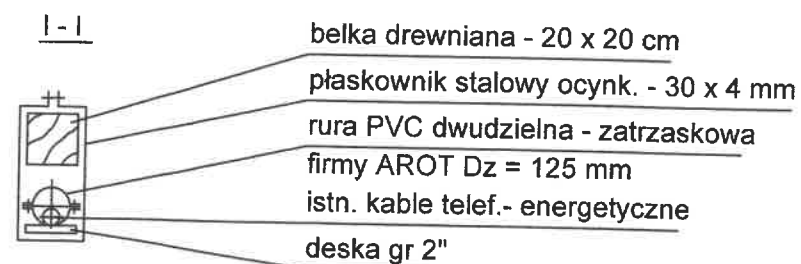 I - I
belka drewniana - 20 x 20 cm
płaskownik stalowy ocynk. - 30 x 4 mm
rura PVC dwudzielna - zatrzaskowa
firmy AROT Dz = 125 mm
istn. kable telef.- energetyczne
deska gr 2"